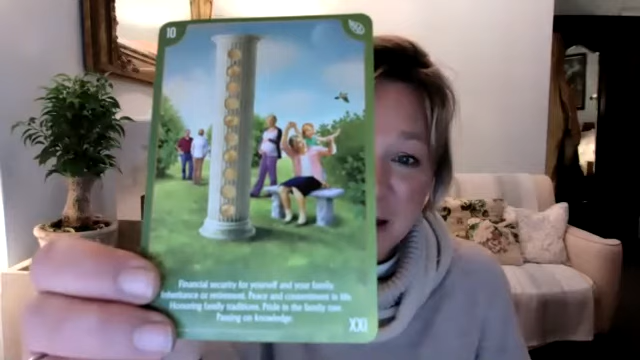 10
Financial security for yourself and your family.
Inheritance or retirement. Peace and contentment in life.
Honoring family traditions. Pride in the family tree.
Passing on knowledge.
XXI